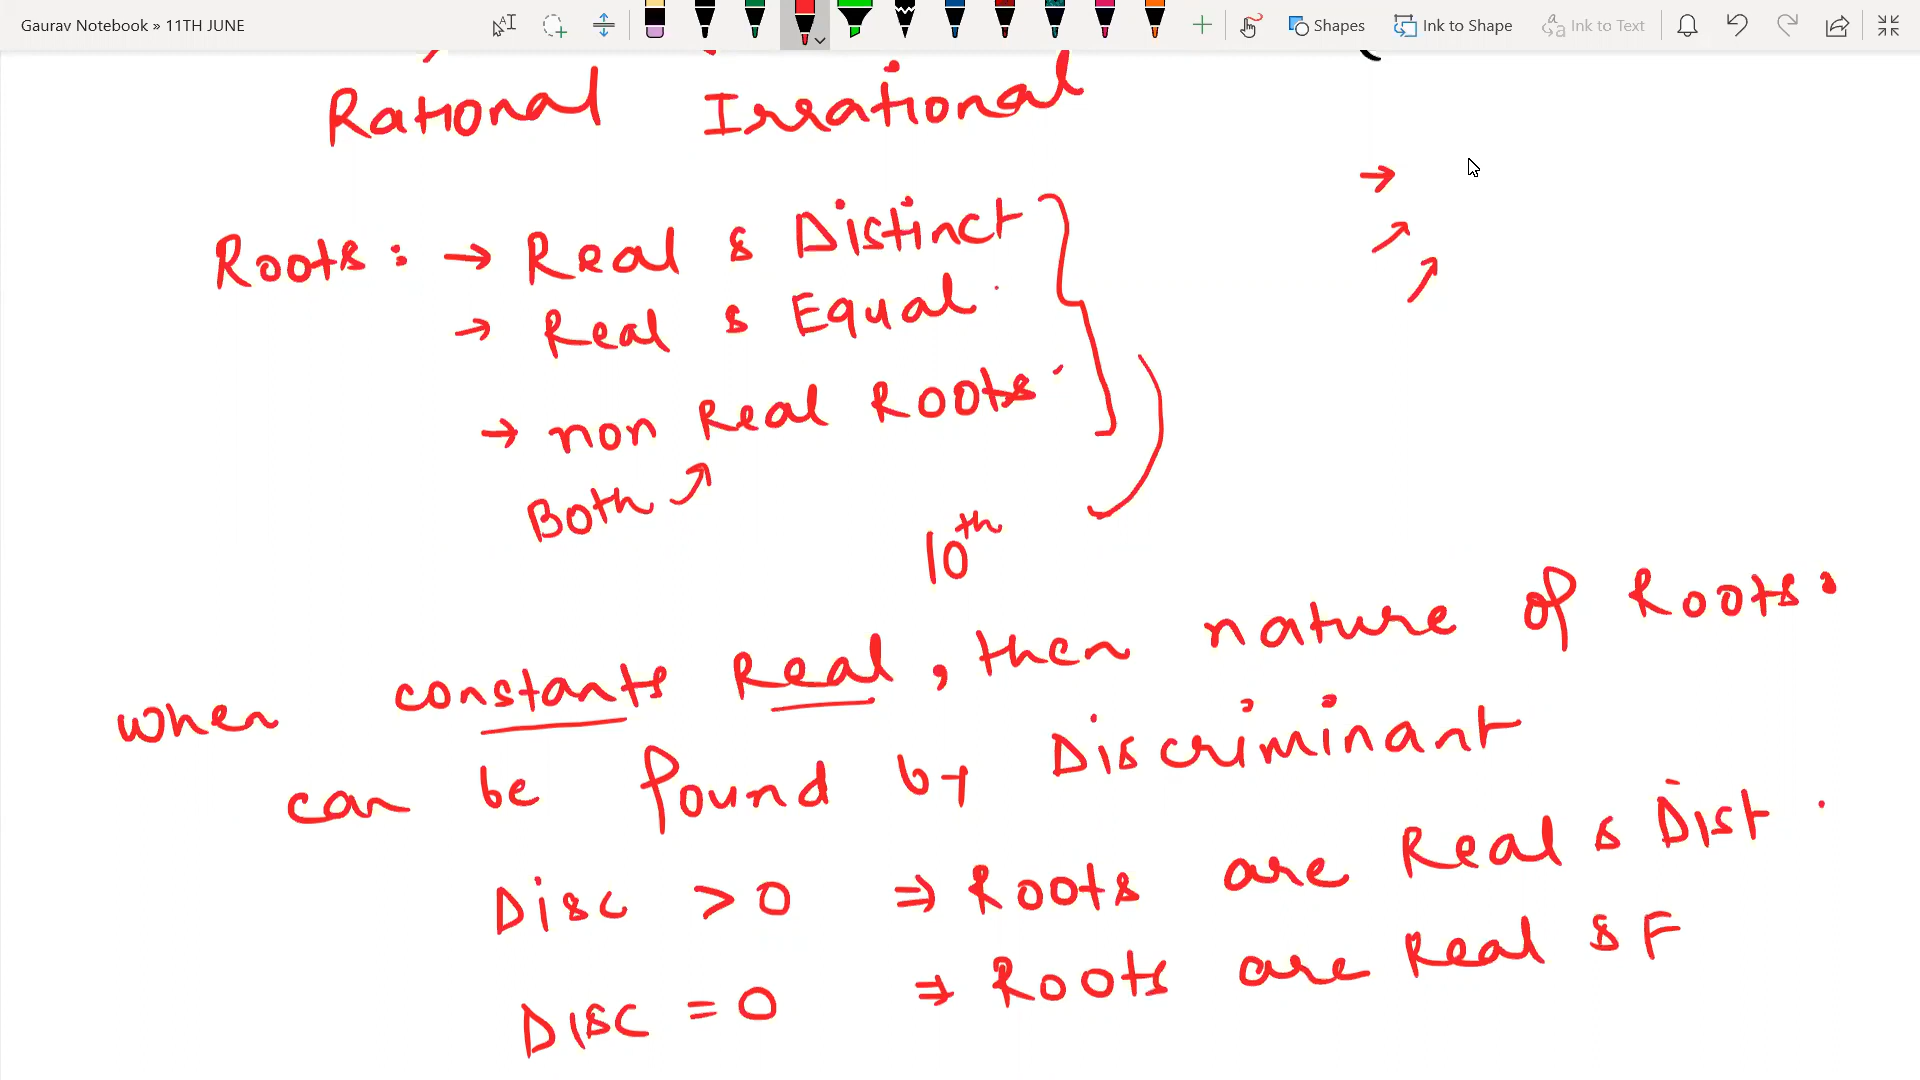 Gaurav Notebook » 11TH JUNE
Shapes
Ink to Shape
Ink to Text
Rational Irrational
Roots : → Real & Distinct
→ Real & Equal
→ non Real Roots
Both
10th
when constants Real, then nature of Roots.
can be found by Discriminant
Disc > 0 ⇒ Roots are Real & Dist.
Disc = 0 ⇒ Roots are Real & F